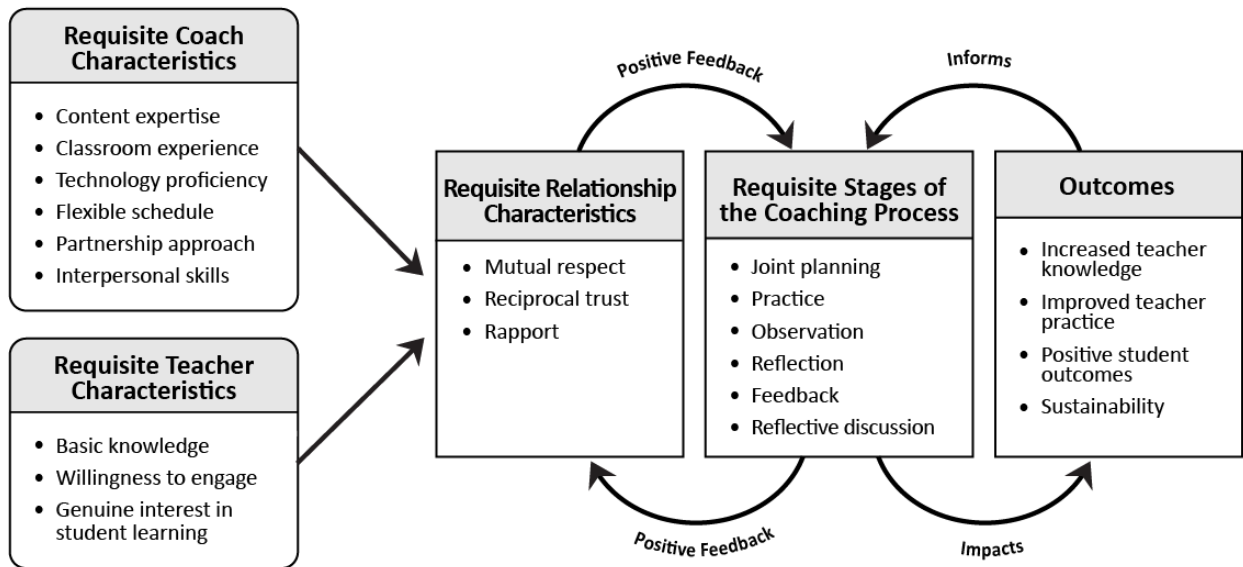 Requisite Coach
Characteristics
• Content expertise
• Classroom experience
• Technology proficiency
• Flexible schedule
• Partnership approach
• Interpersonal skills
Requisite Teacher
Characteristics
• Basic knowledge
• Willingness to engage
• Genuine interest in
student learning
Positive Feedback
Informs
Requisite Relationship
Characteristics
• Mutual respect
• Reciprocal trust
• Rapport
Requisite Stages of
the Coaching Process
• Joint planning
• Practice
• Observation
• Reflection
• Feedback
• Reflective discussion
Outcomes
• Increased teacher
knowledge
• Improved teacher
practice
• Positive student
outcomes
• Sustainability
Positive Feedback
Impacts